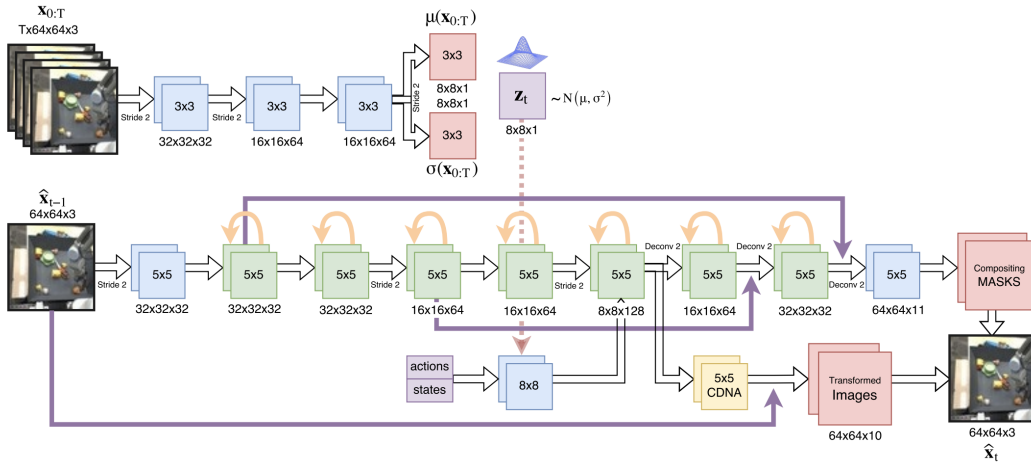 x0:T
Tx64x64x3
3x3
3x3
3x3
Stride 2
Stride 2
Stride 2
32x32x32
16x16x64
16x16x64
μ(x0:T)
3x3
8x8x1
8x8x1
3x3
σ(x0:T)
zt
~N(μ, σ²)
8x8x1
x̂t−1
64x64x3
Stride 2
5x5
32x32x32
5x5
32x32x32
5x5
32x32x32
Stride 2
5x5
16x16x64
5x5
16x16x64
Stride 2
5x5
8x8x128
Deconv 2
5x5
16x16x64
Deconv 2
5x5
32x32x32
Deconv 2
5x5
64x64x11
Compositing
MASKS
actions
states
8x8
5x5
CDNA
Transformed
Images
64x64x10
64x64x3
x̂t